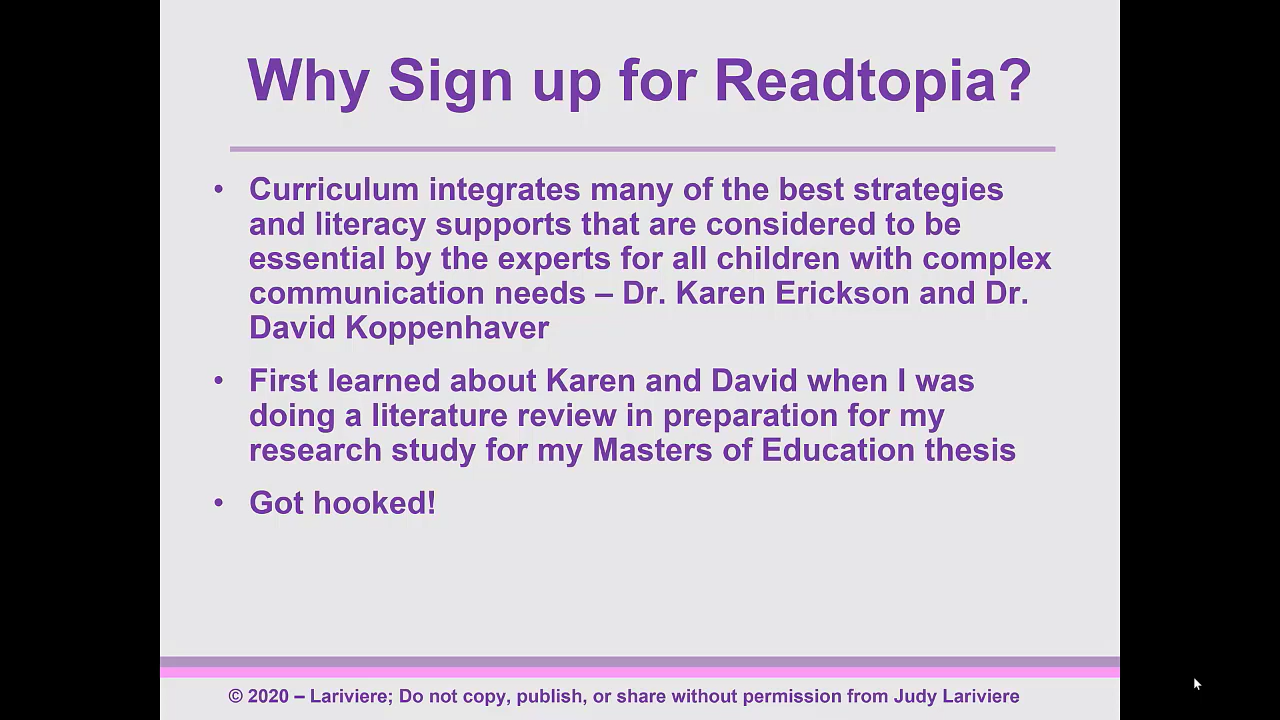 Why Sign up for Readtopia?
• Curriculum integrates many of the best strategies
and literacy supports that are considered to be
essential by the experts for all children with complex
communication needs – Dr. Karen Erickson and Dr.
David Koppenhaver
• First learned about Karen and David when I was
doing a literature review in preparation for my
research study for my Masters of Education thesis
• Got hooked!
© 2020 – Lariviere; Do not copy, publish, or share without permission from Judy Lariviere